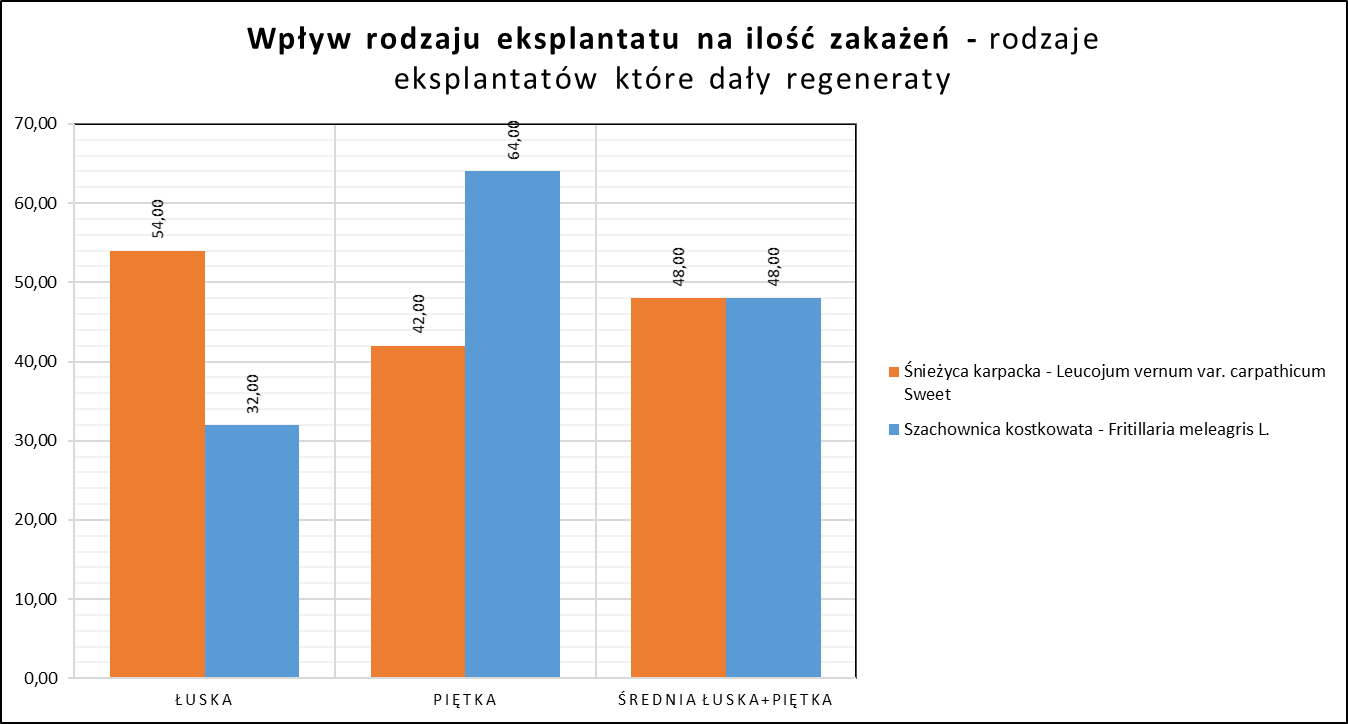 Wpływ rodzaju eksplantatu na ilość zakażeń - rodzaje
eksplantatów które dały regeneraty
70,00
60,00
50,00
40,00
30,00
20,00
10,00
0,00
54,00
32,00
42,00
64,00
48,00
48,00
ŁUSKA
PIĘTKA
ŚREDNIA ŁUSKA+PIĘTKA
Śnieżyca karpacka - Leucojum vernum var. carpathicum
Sweet
Szachownica kostkowata - Fritillaria meleagris L.